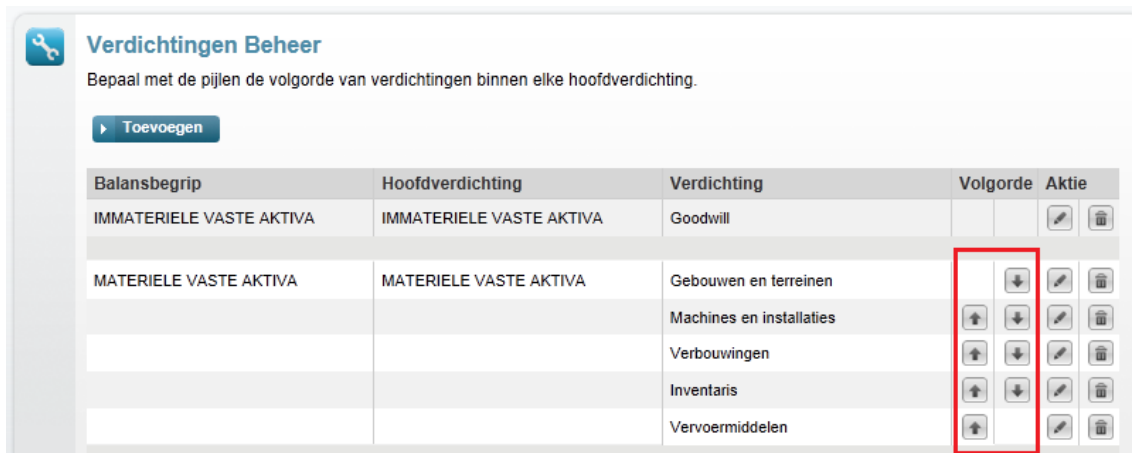 Verdichtingen Beheer
Bepaal met de pijlen de volgorde van verdichtingen binnen elke hoofdverdichting.
Toevoegen
Balansbegrip Hoofdverdichting Verdichting Volgorde Aktie
IMMATERIELE VASTE AKTIVA IMMATERIELE VASTE AKTIVA Goodwill
MATERIELE VASTE AKTIVA MATERIELE VASTE AKTIVA Gebouwen en terreinen
Machines en installaties
Verbouwingen
Inventaris
Vervoermiddelen